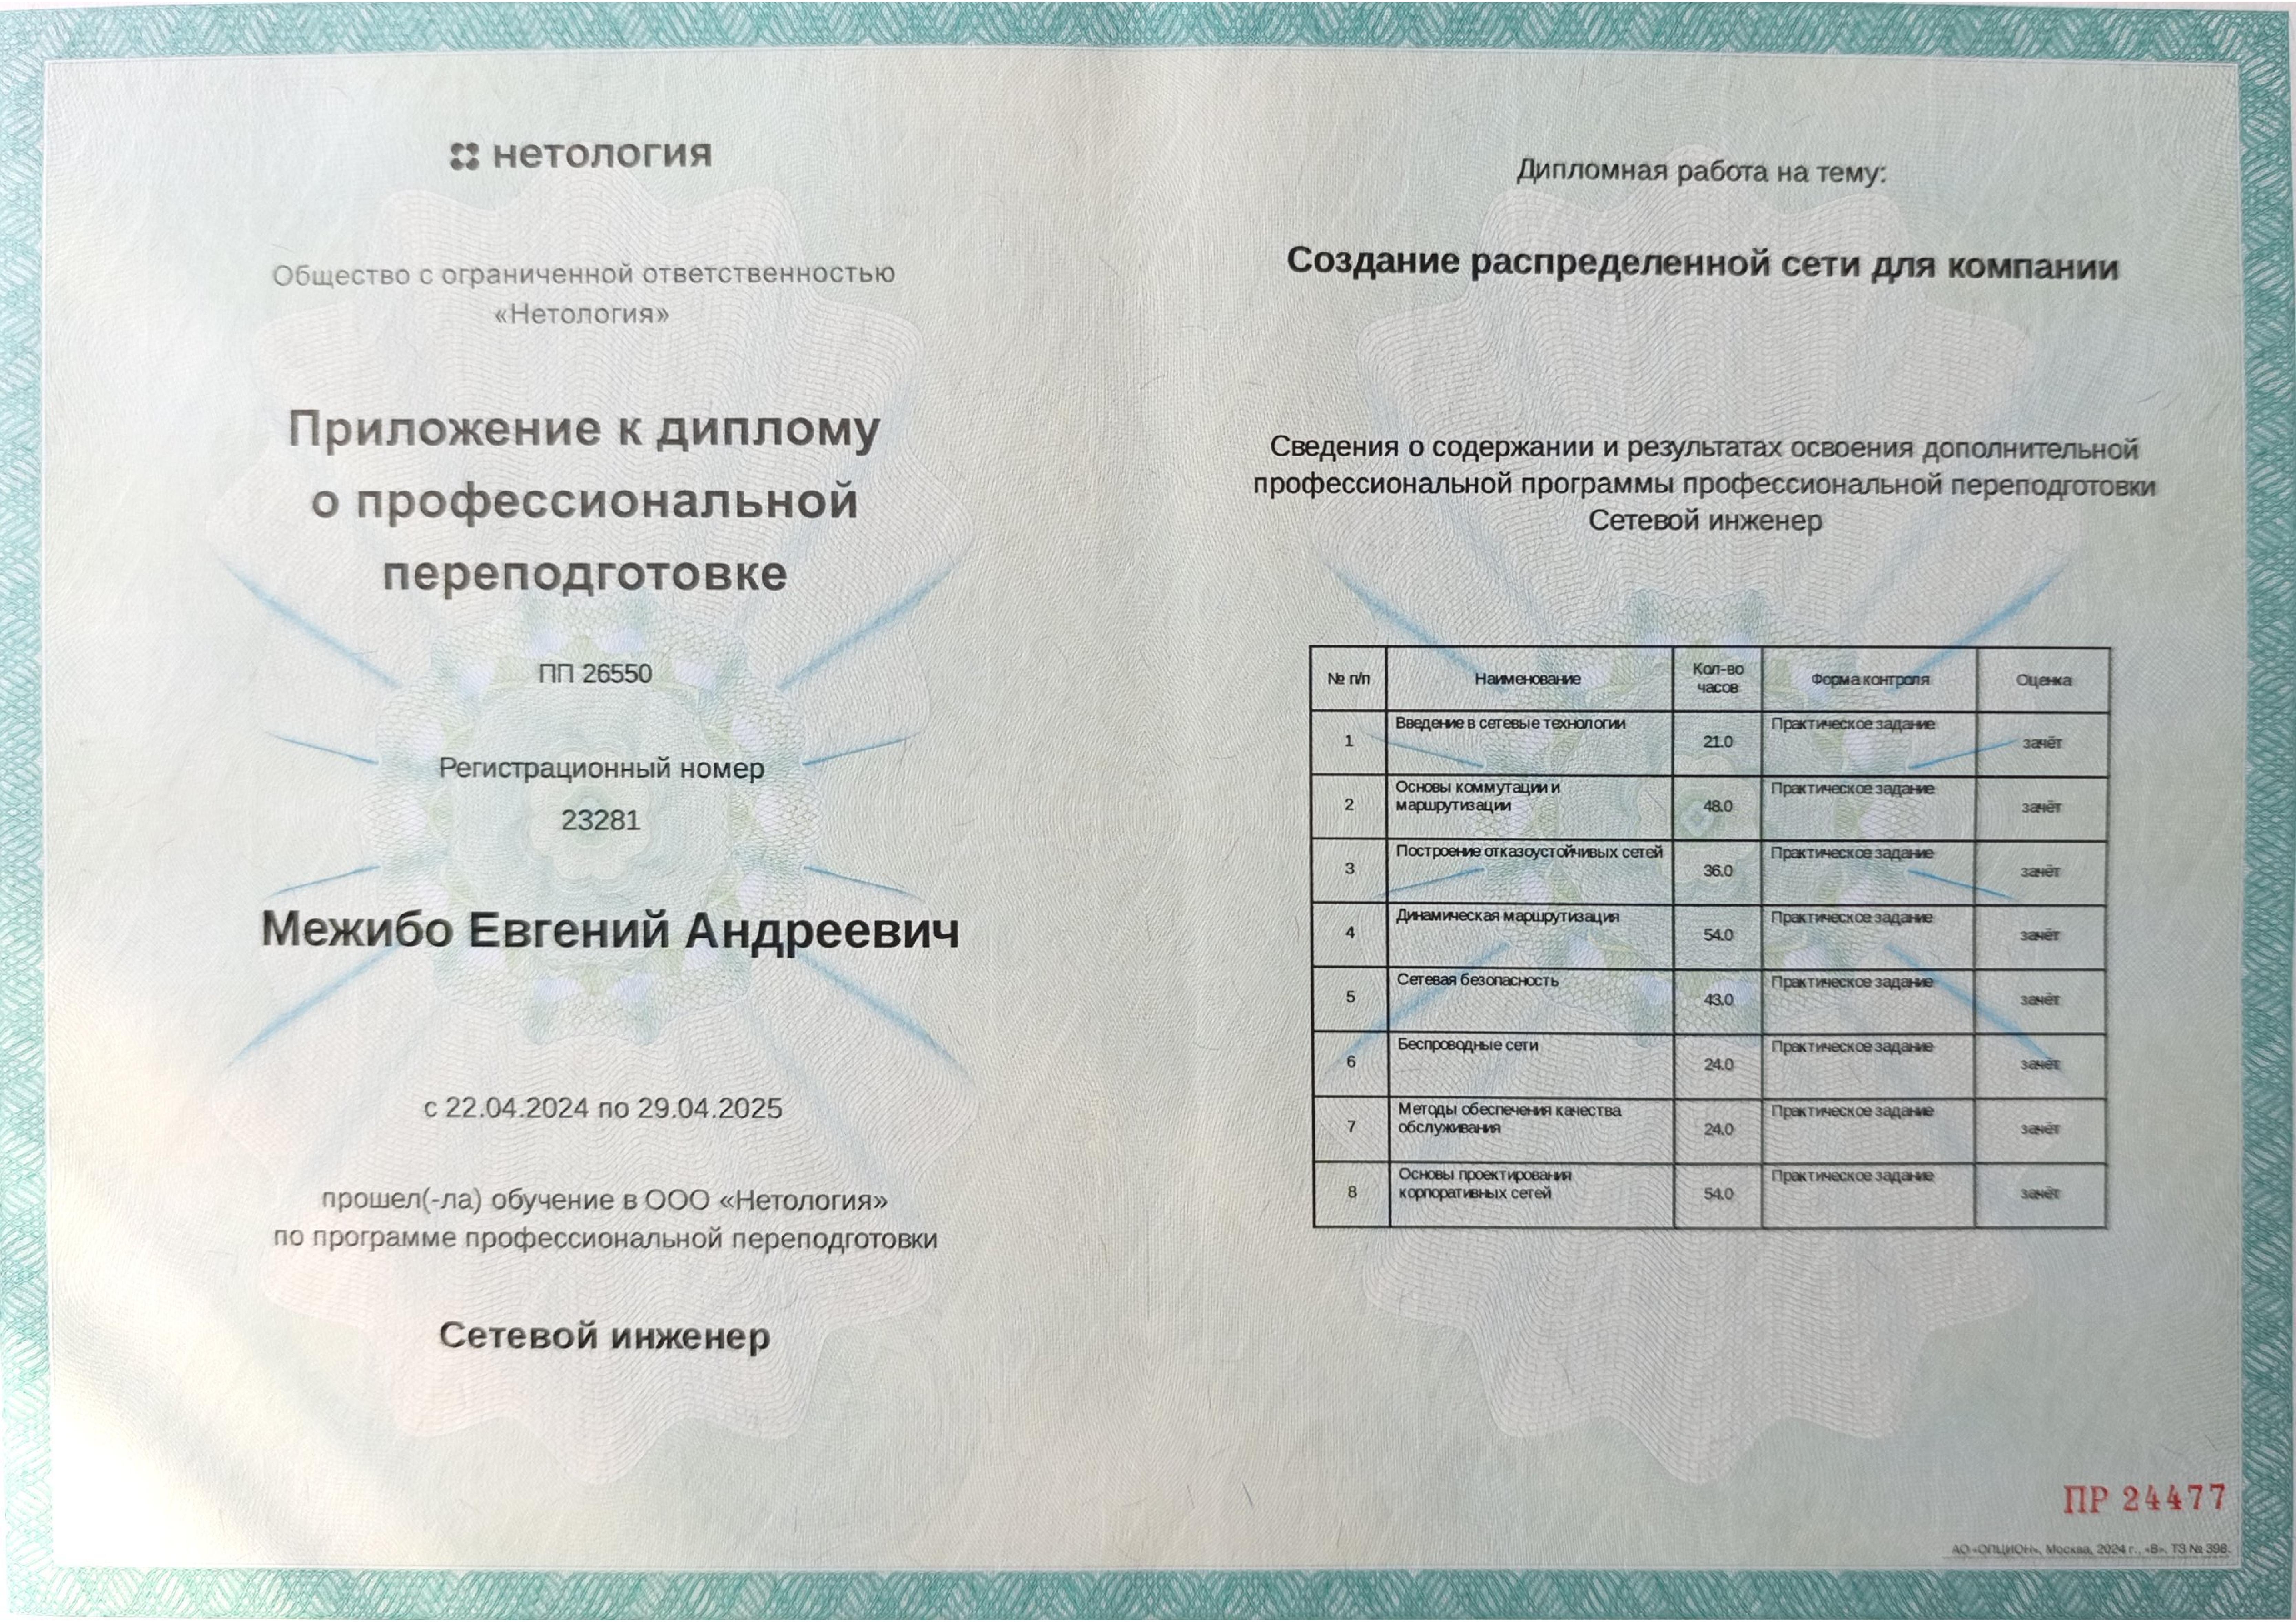 нетология
Общество с ограниченной ответственностью
«Нетология»
Приложение к диплому
о профессиональной
переподготовке
ПП 26550
Регистрационный номер
23281
Межибо Евгений Андреевич
с 22.04.2024 по 29.04.2025
прошел(-ла) обучение в ООО «Нетология»
по программе профессиональной переподготовки
Сетевой инженер
Дипломная работа на тему:
Создание распределенной сети для компании
Сведения о содержании и результатах освоения дополнительной
профессиональной программы профессиональной переподготовки
Сетевой инженер
№ п/п Наименование Кол-во часов Форма контроля Оценка
1 Введение в сетевые технологии 21.0 Практическое задание зачёт
2 Основы коммутации и маршрутизации 48.0 Практическое задание зачёт
3 Построение отказоустойчивых сетей 36.0 Практическое задание зачёт
4 Динамическая маршрутизация 54.0 Практическое задание зачёт
5 Сетевая безопасность 43.0 Практическое задание зачёт
6 Беспроводные сети 24.0 Практическое задание зачёт
7 Методы обеспечения качества обслуживания 24.0 Практическое задание зачёт
8 Основы проектирования корпоративных сетей 54.0 Практическое задание зачёт
ПР 24477
АО «ОПЦИОН», Москва, 2024 г., «В». ТЗ № 398.